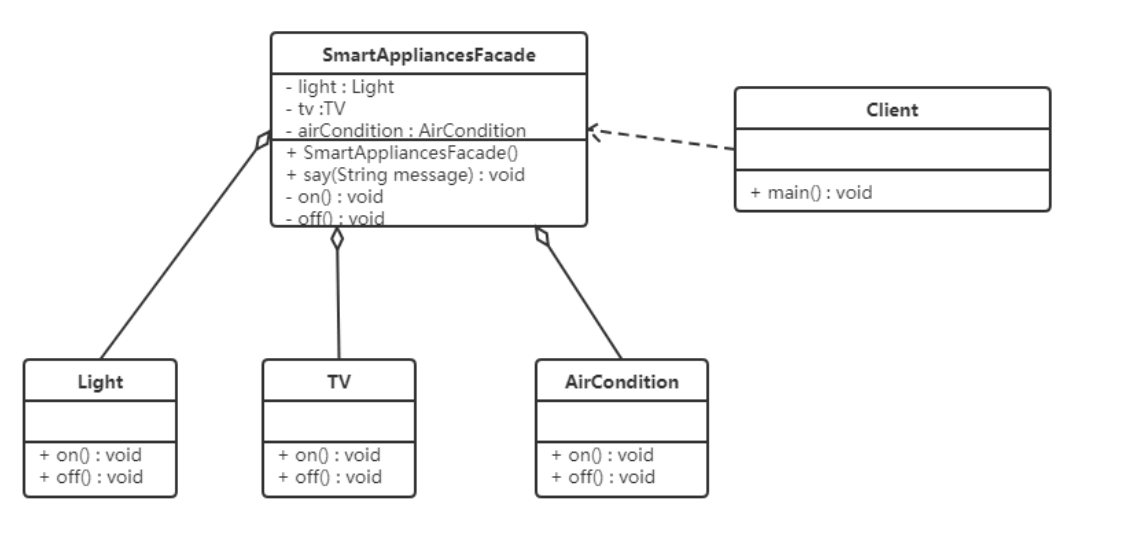 SmartAppliancesFacade
- light : Light
- tv :TV
- airCondition : AirCondition
+ SmartAppliancesFacade()
+ say(String message) : void
- on() : void
- off() : void
Client
+ main() : void
Light
+ on() : void
+ off() : void
TV
+ on() : void
+ off() : void
AirCondition
+ on() : void
+ off() : void